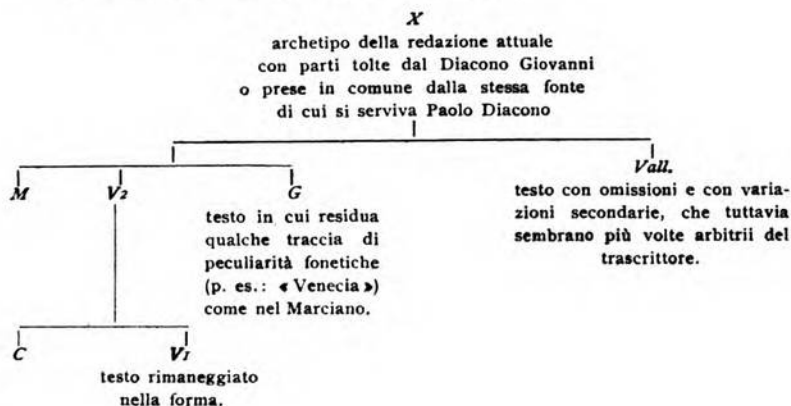 X
archetipo della redazione attuale
con parti tolte dal Diacono Giovanni
o prese in comune dalla stessa fonte
di cui si serviva Paolo Diacono
M V2 G Vall.
testo in cui residua
qualche traccia di
peculiarità fonetiche
(p. es.: «Venecia»)
come nel Marciano.
testo con omissioni e con varia-
zioni secondarie, che tuttavia
sembrano più volte arbitrii del
trascrittore.
C V1
testo rimaneggiato
nella forma.